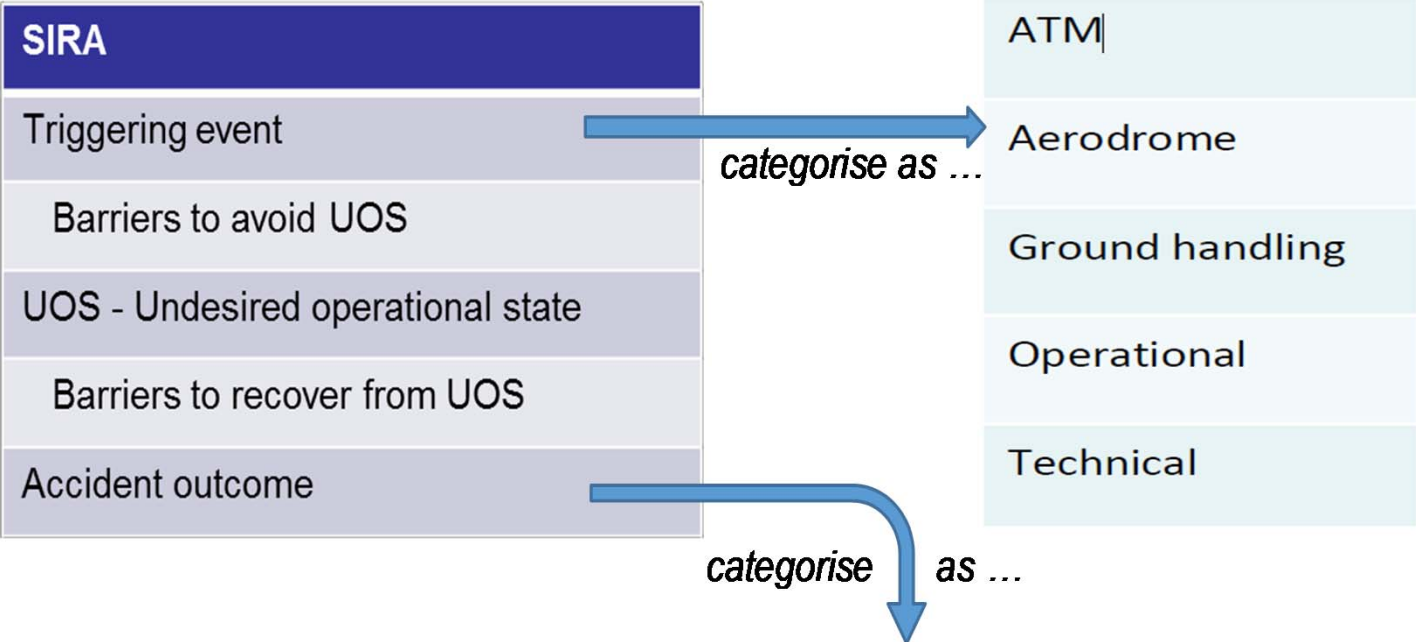 SIRA
Triggering event
Barriers to avoid UOS
UOS - Undesired operational state
Barriers to recover from UOS
Accident outcome
categorise as ...
ATM
Aerodrome
Ground handling
Operational
Technical
categorise as ...